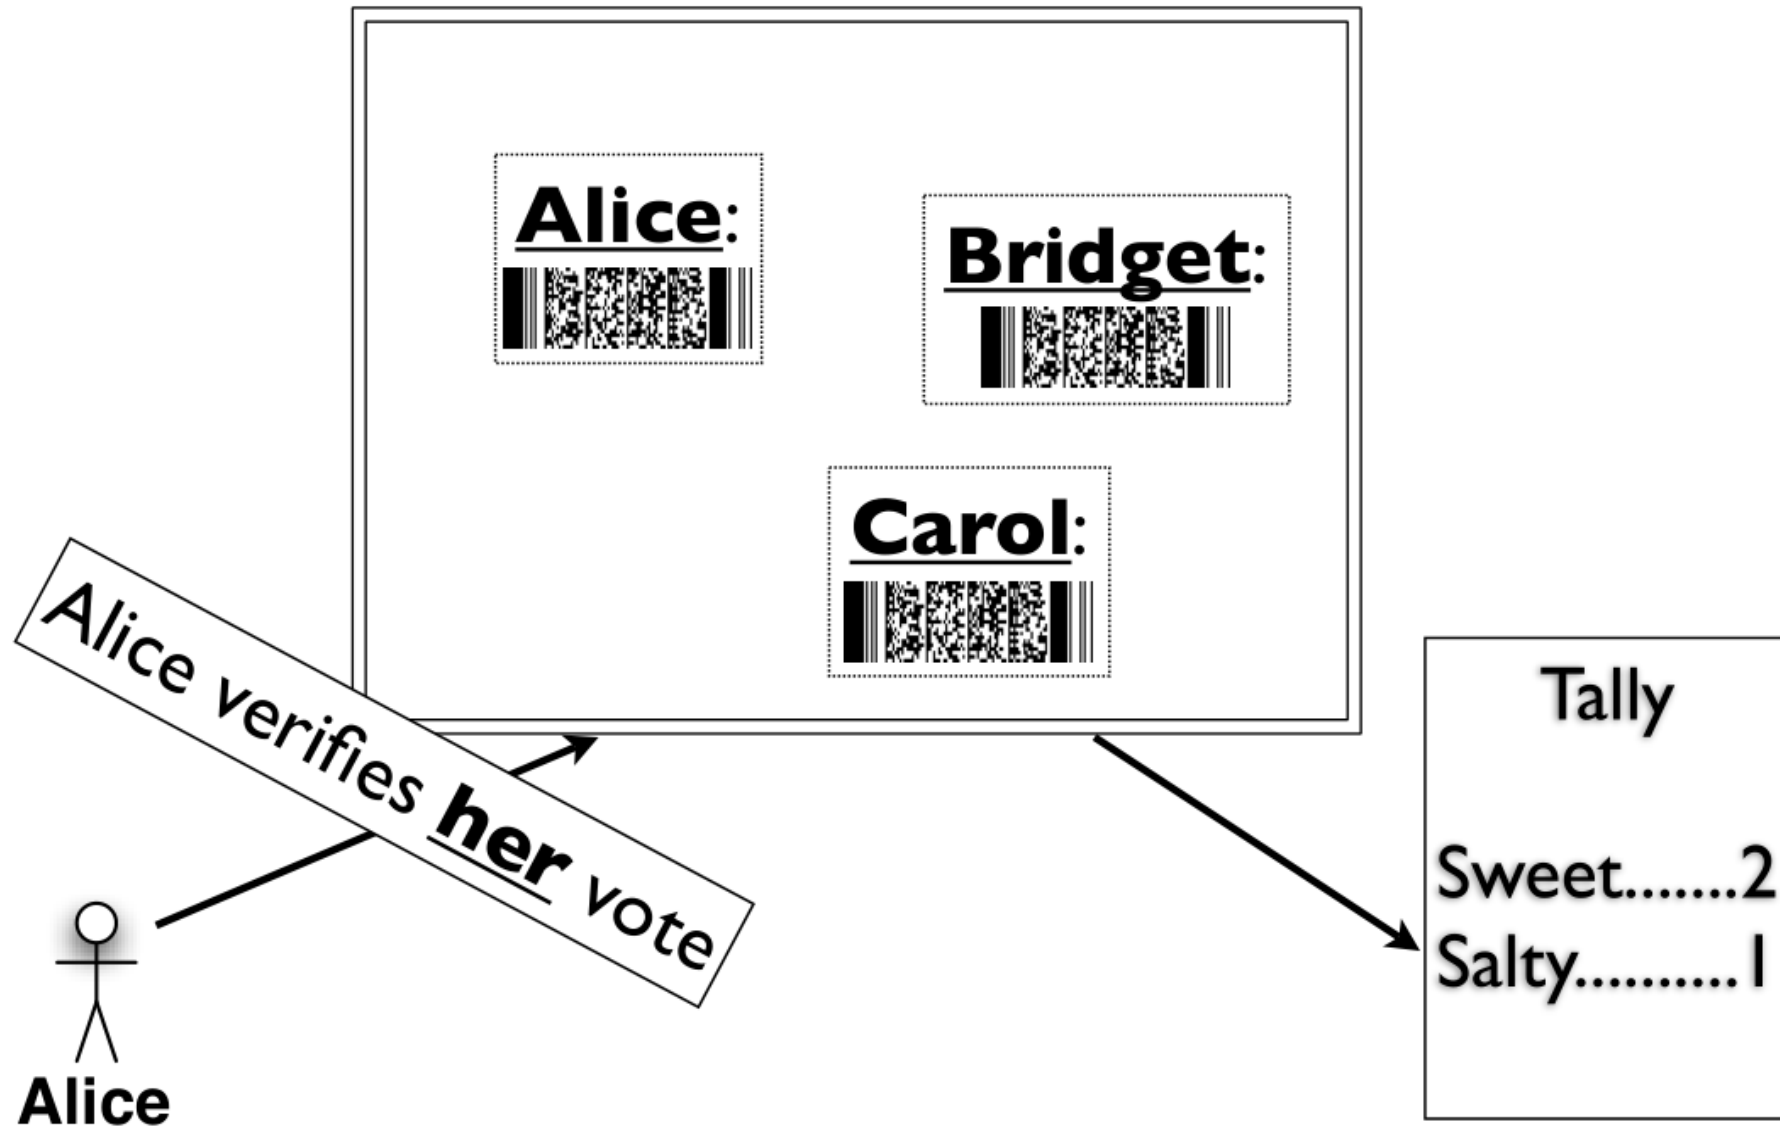 Alice:
Bridget:
Carol:
Alice verifies her vote
Alice
Tally
Sweet.......2
Salty..........1